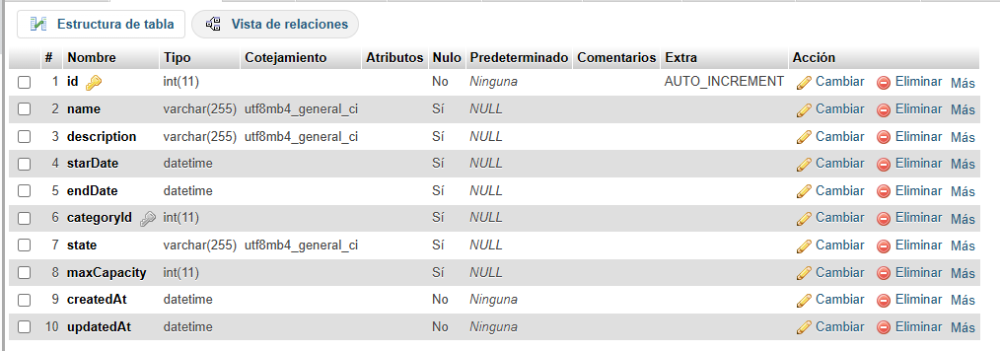 Estructura de tabla Vista de relaciones
# Nombre Tipo Cotejamiento Atributos Nulo Predeterminado Comentarios Extra Acción
1 id int(11) No Ninguna AUTO_INCREMENT Cambiar Eliminar Más
2 name varchar(255) utf8mb4_general_ci Sí NULL Cambiar Eliminar Más
3 description varchar(255) utf8mb4_general_ci Sí NULL Cambiar Eliminar Más
4 starDate datetime Sí NULL Cambiar Eliminar Más
5 endDate datetime Sí NULL Cambiar Eliminar Más
6 categoryId int(11) Sí NULL Cambiar Eliminar Más
7 state varchar(255) utf8mb4_general_ci Sí NULL Cambiar Eliminar Más
8 maxCapacity int(11) Sí NULL Cambiar Eliminar Más
9 createdAt datetime No Ninguna Cambiar Eliminar Más
10 updatedAt datetime No Ninguna Cambiar Eliminar Más